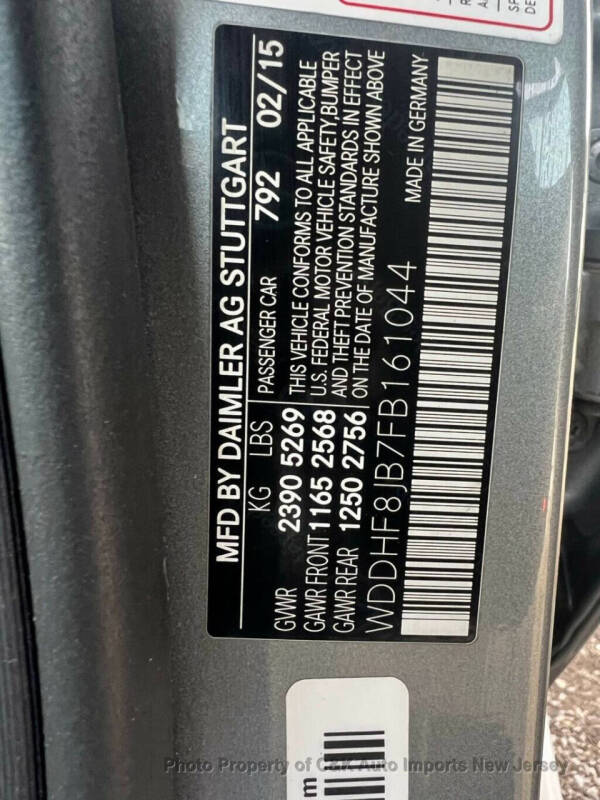 MFD BY DAIMLER AG STUTTGART
KG LBS PASSENGER CAR 792 02/15
GWR 2390 5269
GAWR FRONT 1165 2568
GAWR REAR 1250 2756
THIS VEHICLE CONFORMS TO ALL APPLICABLE
U.S. FEDERAL MOTOR VEHICLE SAFETY,BUMPER
AND THEFT PREVENTION STANDARDS IN EFFECT
ON THE DATE OF MANUFACTURE SHOWN ABOVE
WDDHF8JB7FB161044 MADE IN GERMANY
m
Photo Property of C&K Auto Imports New Jersey